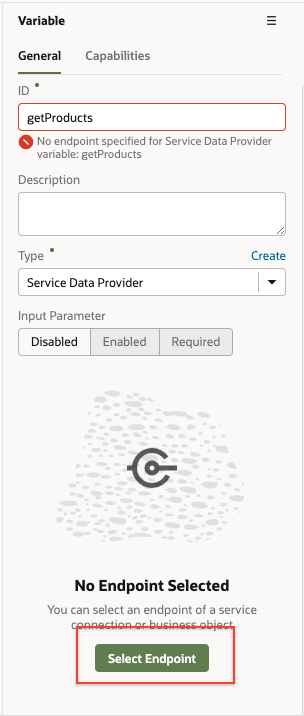 Variable
General
Capabilities
ID
getProducts
No endpoint specified for Service Data Provider
variable: getProducts
Description
Type
Create
Service Data Provider
Input Parameter
Disabled
Enabled
Required
No Endpoint Selected
You can select an endpoint of a service
connection or business object
Select Endpoint